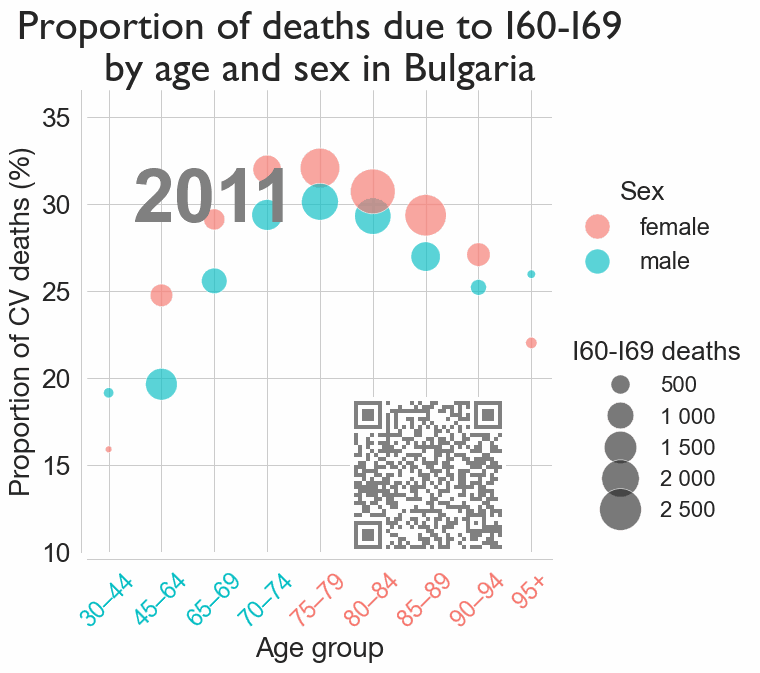 Proportion of deaths due to I60-I69
by age and sex in Bulgaria
Proportion of CV deaths (%)
35
30
25
20
15
10
2011
30–44
45–64
65–69
70–74
75–79
80–84
85–89
90–94
95+
Age group
Sex
female
male
I60-I69 deaths
500
1 000
1 500
2 000
2 500